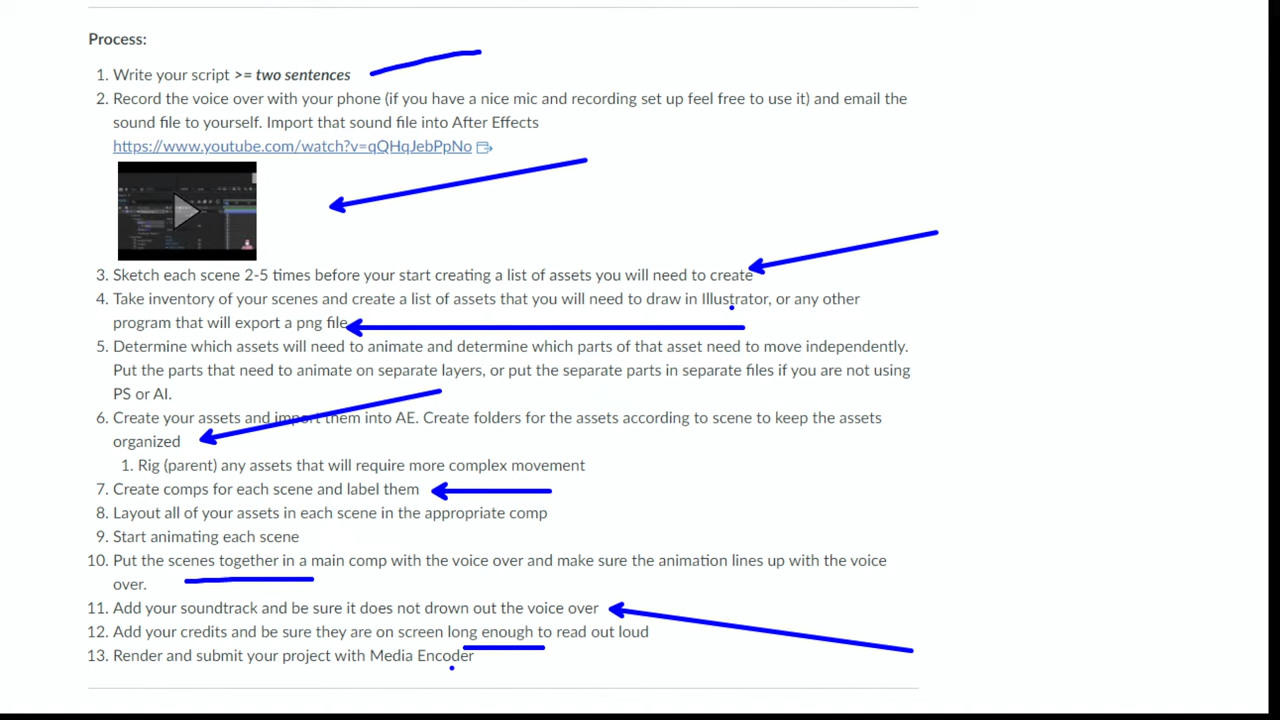 Process:
1. Write your script >= two sentences
2. Record the voice over with your phone (if you have a nice mic and recording set up feel free to use it) and email the
sound file to yourself. Import that sound file into After Effects
https://www.youtube.com/watch?v=qQHqJebPpNo
3. Sketch each scene 2-5 times before your start creating a list of assets you will need to create
4. Take inventory of your scenes and create a list of assets that you will need to draw in Illustrator, or any other
program that will export a png file.
5. Determine which assets will need to animate and determine which parts of that asset need to move independently.
Put the parts that need to animate on separate layers, or put the separate parts in separate files if you are not using
PS or AI.
6. Create your assets and import them into AE. Create folders for the assets according to scene to keep the assets
organized
1. Rig (parent) any assets that will require more complex movement
7. Create comps for each scene and label them
8. Layout all of your assets in each scene in the appropriate comp
9. Start animating each scene
10. Put the scenes together in a main comp with the voice over and make sure the animation lines up with the voice
over.
11. Add your soundtrack and be sure it does not drown out the voice over
12. Add your credits and be sure they are on screen long enough to read out loud
13. Render and submit your project with Media Encoder